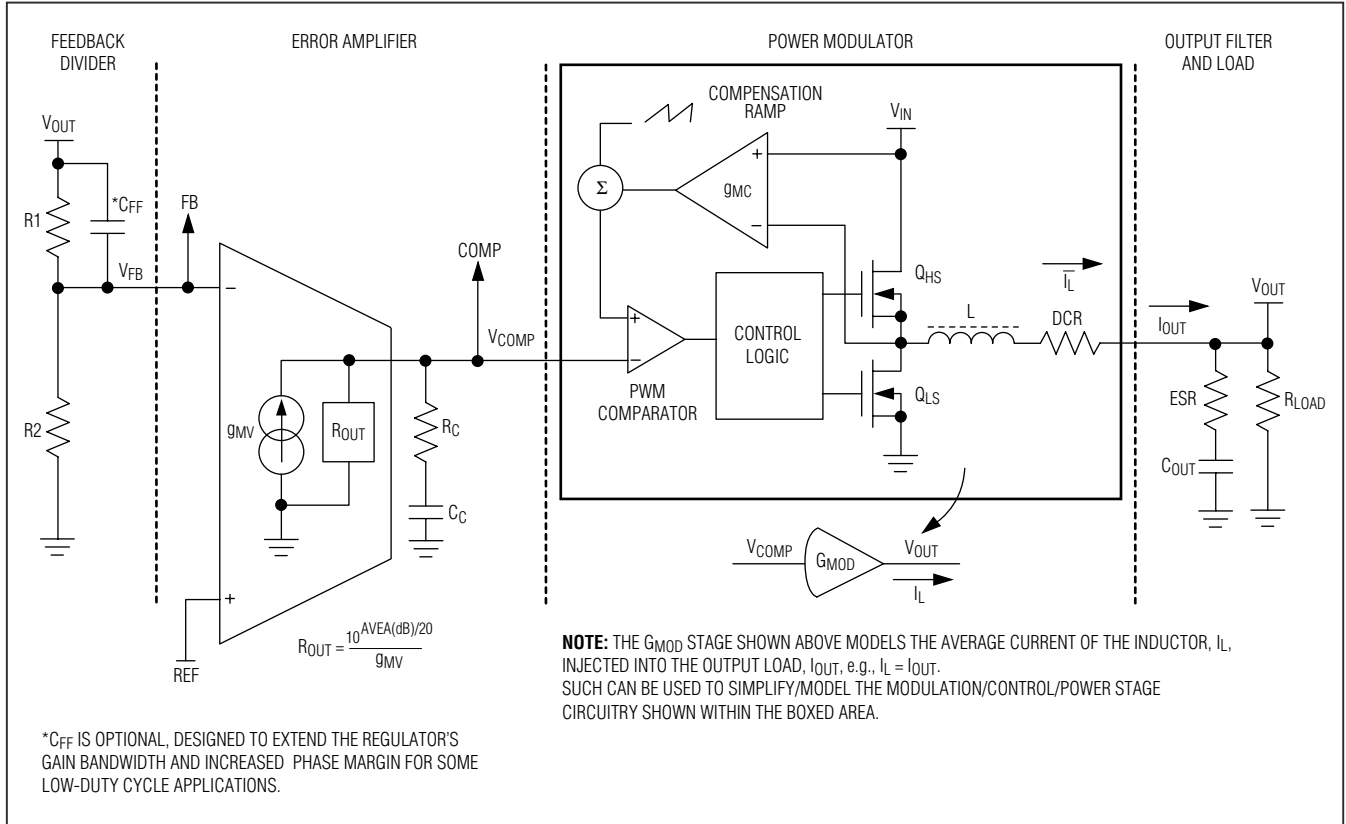 FEEDBACK
DIVIDER
ERROR AMPLIFIER
POWER MODULATOR
OUTPUT FILTER
AND LOAD
VOUT
R1
*CFF
FB
VFB
R2
gMV
ROUT
REF
ROUT = 10^AVEA(dB)/20 / gMV
COMP
VCOMP
RC
CC
COMPENSATION
RAMP
Σ
gMC
VIN
PWM
COMPARATOR
CONTROL
LOGIC
QHS
QLS
L
IL
DCR
IOUT
VOUT
ESR
COUT
RLOAD
VCOMP
GMOD
VOUT
IL
NOTE: THE GMOD STAGE SHOWN ABOVE MODELS THE AVERAGE CURRENT OF THE INDUCTOR, IL,
INJECTED INTO THE OUTPUT LOAD, IOUT, e.g., IL = IOUT.
SUCH CAN BE USED TO SIMPLIFY/MODEL THE MODULATION/CONTROL/POWER STAGE
CIRCUITRY SHOWN WITHIN THE BOXED AREA.
*CFF IS OPTIONAL, DESIGNED TO EXTEND THE REGULATOR'S
GAIN BANDWIDTH AND INCREASED PHASE MARGIN FOR SOME
LOW-DUTY CYCLE APPLICATIONS.